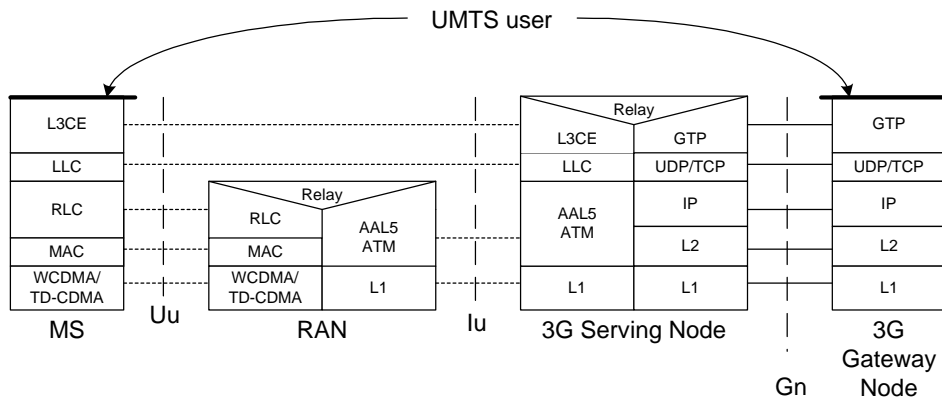 UMTS user
L3CE
LLC
RLC
MAC
WCDMA/
TD-CDMA
MS
Uu
Relay
RLC
MAC
WCDMA/
TD-CDMA
AAL5
ATM
L1
RAN
Iu
Relay
L3CE
LLC
AAL5
ATM
L1
GTP
UDP/TCP
IP
L2
L1
3G Serving Node
Gn
GTP
UDP/TCP
IP
L2
L1
3G
Gateway
Node